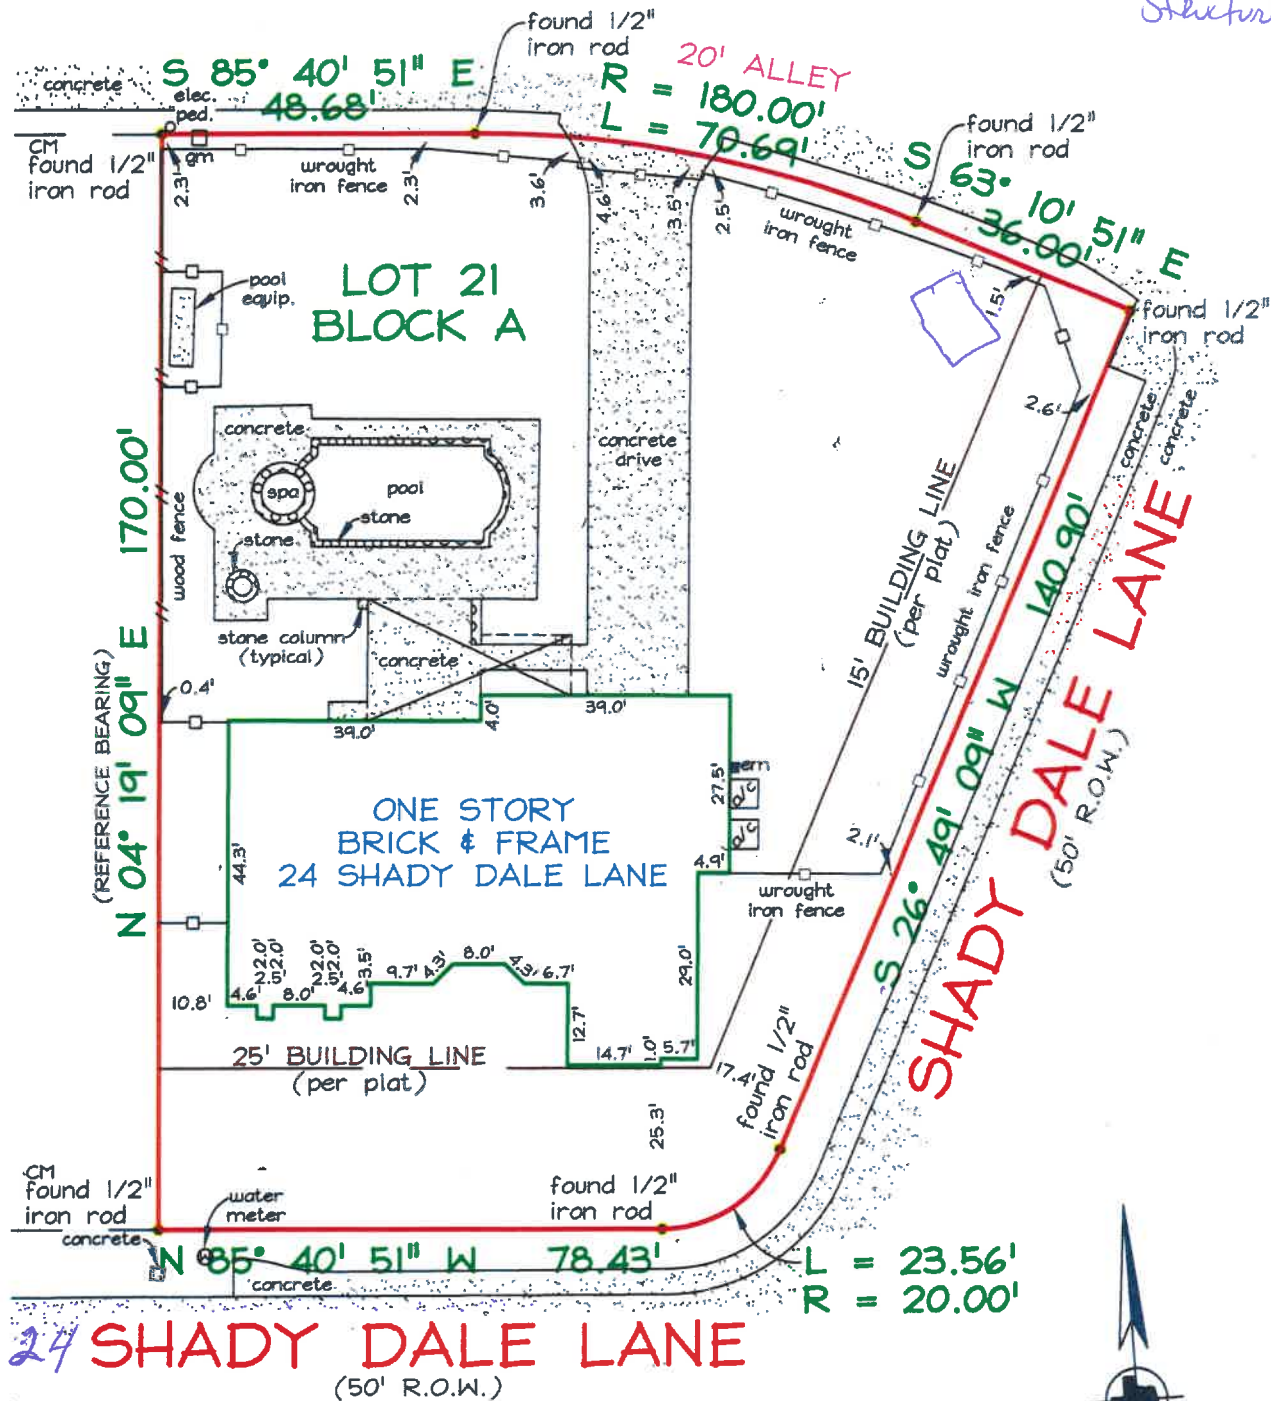 Structur
found 1/2"
iron rod
20' ALLEY
concrete
S 85° 40' 51" E
48.68'
elec.
ped.
gm
R = 180.00'
L = 70.69'
found 1/2"
iron rod
S 63° 10' 51" E
36.00'
CM
found 1/2"
iron rod
2.3'
wrought
iron fence
2.3'
3.6'
4.6'
3.5'
2.5'
wrought
iron fence
1.5'
found 1/2"
iron rod
LOT 21
BLOCK A
pool
equip.
2.6'
concrete
concrete
concrete
spa
pool
stone
stone
concrete
drive
wood fence
N 04° 19' 09" E 170.00'
(REFERENCE BEARING)
15' BUILDING LINE
(per plat)
wrought iron fence
S 26° 49' 09" W 140.90'
SHADY DALE LANE
(50' R.O.W.)
stone column
(typical)
concrete
0.4'
39.0'
4.0'
39.0'
27.5'
em
a/c
a/c
ONE STORY
BRICK & FRAME
24 SHADY DALE LANE
44.3'
4.9'
2.1'
wrought
iron fence
10.8'
4.6'
2.0'
2.5'
2.0'
8.0'
2.0'
2.5'
2.0'
4.6'
3.5'
9.7'
4.3'
8.0'
4.3'
6.7'
12.7'
14.7'
1.0'
5.7'
29.0'
25' BUILDING LINE
(per plat)
17.4'
found 1/2"
iron rod
25.3'
CM
found 1/2"
iron rod
concrete
water
meter
W
found 1/2"
iron rod
N 85° 40' 51" W 78.43'
concrete
L = 23.56'
R = 20.00'
24 SHADY DALE LANE
(50' R.O.W.)